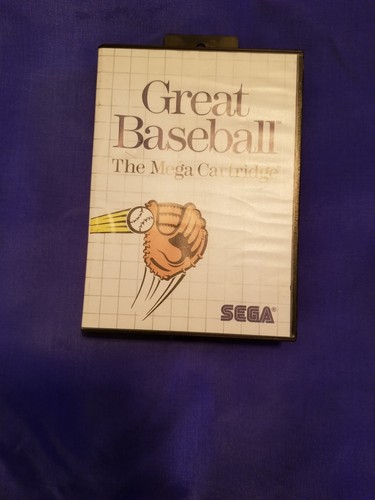 Great
Baseball
The Mega Cartridge
SEGA®